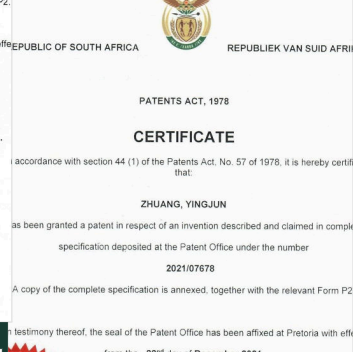 P2.
EPUBLIC OF SOUTH AFRICA
REPUBLIEK VAN SUID AFRI
PATENTS ACT, 1978
CERTIFICATE
accordance with section 44 (1) of the Patents Act, No. 57 of 1978, it is hereby certifi
that:
ZHUANG, YINGJUN
as been granted a patent in respect of an invention described and claimed in comple
specification deposited at the Patent Office under the number
2021/07678
A copy of the complete specification is annexed, together with the relevant Form P2
testimony thereof, the seal of the Patent Office has been affixed at Pretoria with effe